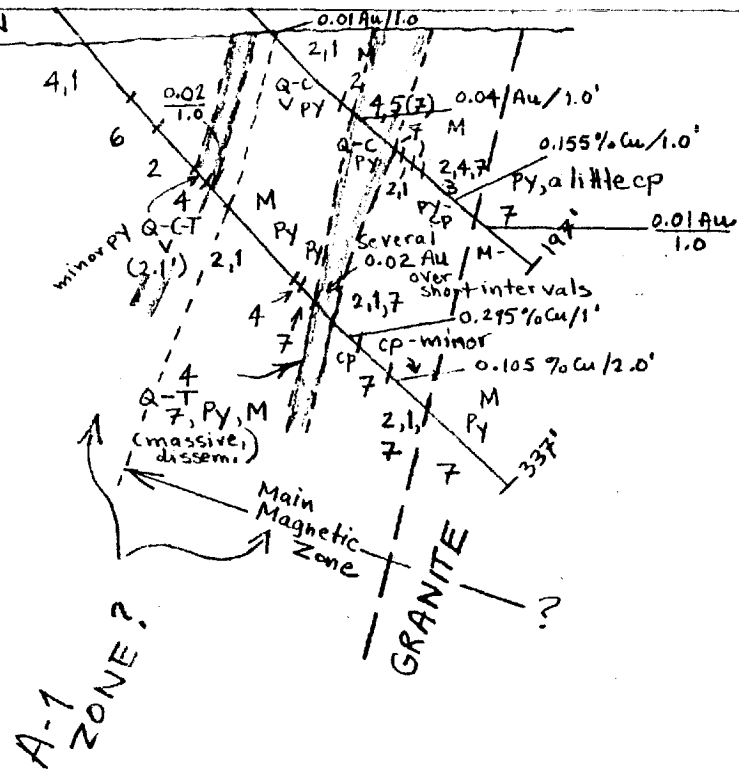 N
0.01 Au/1.0
4,1
2,1
M
0.02
1.0
Q-C
V PY
2
4,5(7)
0.04/Au/1.0'
6
7
M
0.155%Cu/1.0'
Q-C
PY
2
2,1
2,4,7
3
Py, a little cp
4
7
197'
0.01 Au
1.0
minor py
Q-C-T
V
(2.1')
M
Py
Py
2,1
several
0.02 Au
over
short intervals
M-
2,1,7
0.295%Cu/1'
4
7
cp
cp-minor
7
0.105 %Cu/2.0'
4
Q-T
7, Py, M
(massive,
dissem.)
M
Py
2,1,
7
7
337'
Main
Magnetic
Zone
GRANITE
?
A-1
ZONE?